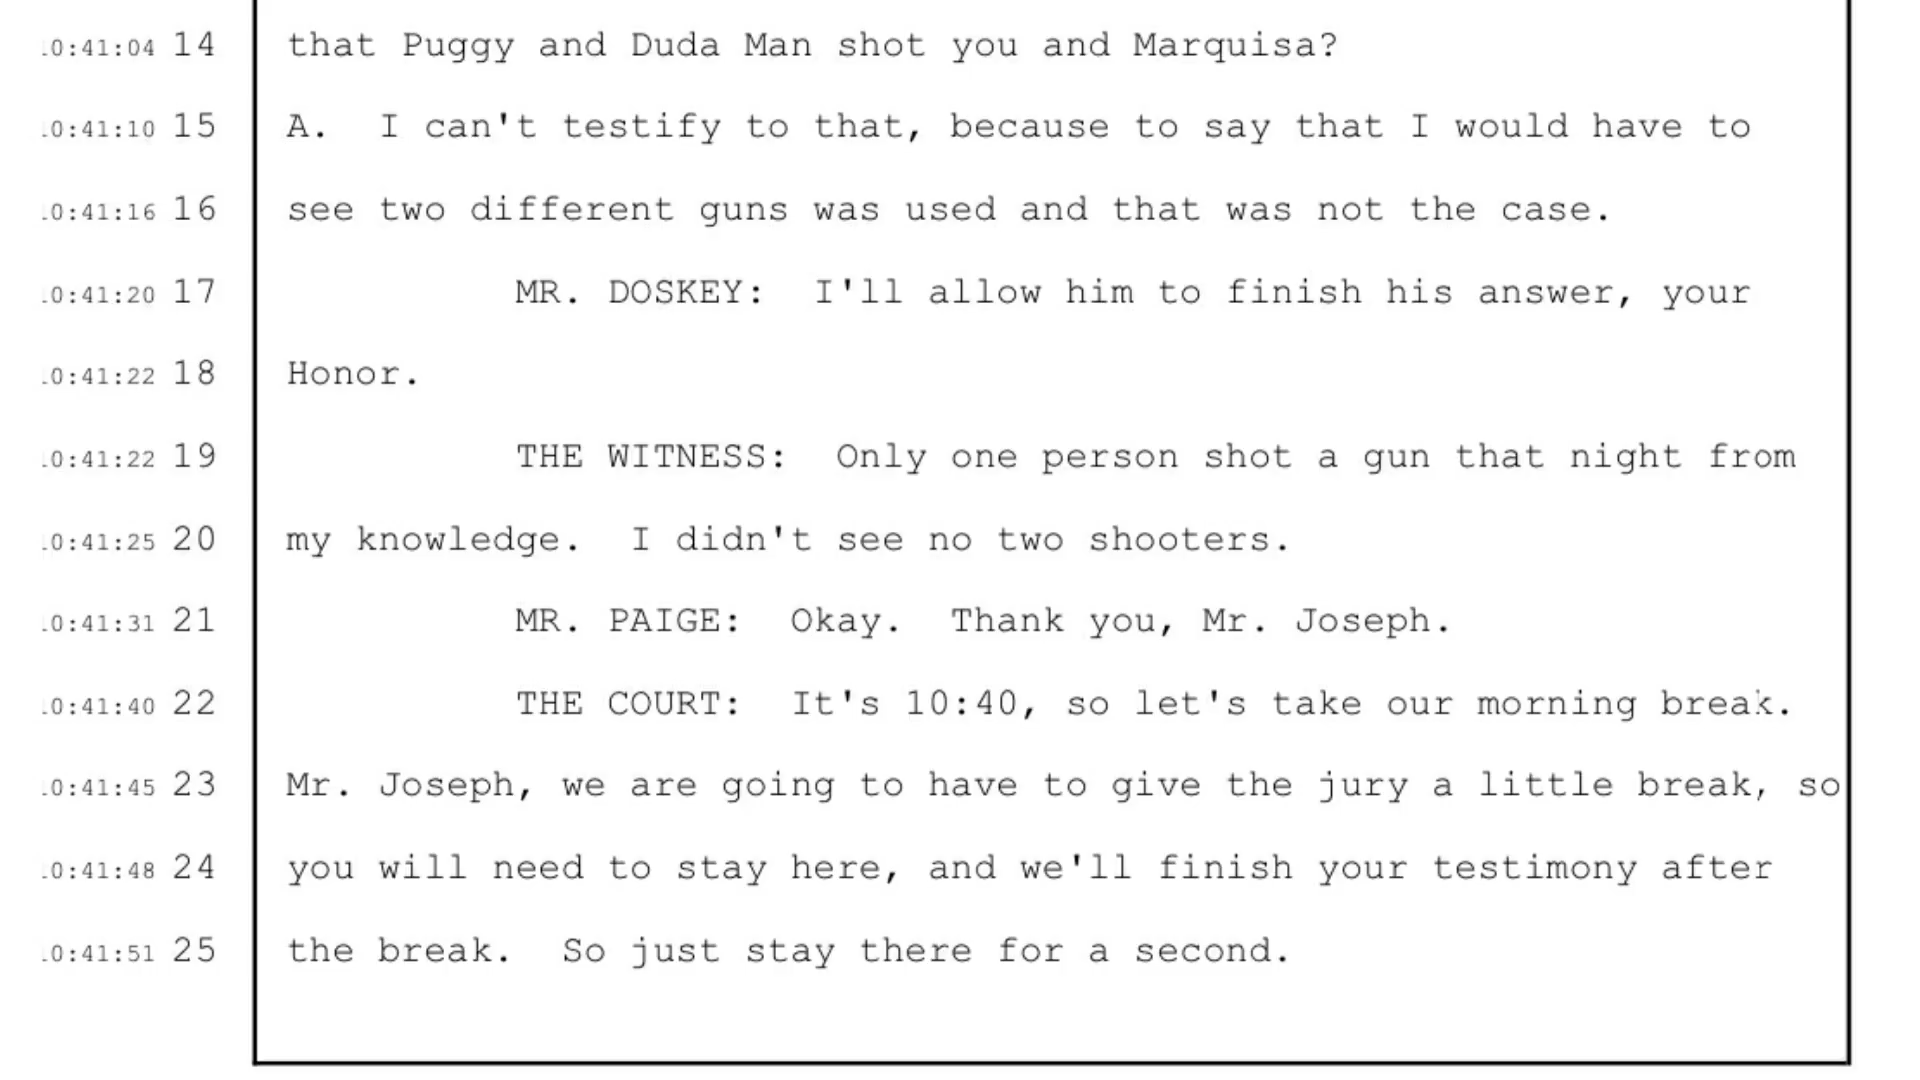 .0:41:04 14 that Puggy and Duda Man shot you and Marquisa?
.0:41:10 15 A. I can't testify to that, because to say that I would have to
.0:41:16 16 see two different guns was used and that was not the case.
.0:41:20 17 MR. DOSKEY: I'll allow him to finish his answer, your
.0:41:22 18 Honor.
.0:41:22 19 THE WITNESS: Only one person shot a gun that night from
.0:41:25 20 my knowledge. I didn't see no two shooters.
.0:41:31 21 MR. PAIGE: Okay. Thank you, Mr. Joseph.
.0:41:40 22 THE COURT: It's 10:40, so let's take our morning break.
.0:41:45 23 Mr. Joseph, we are going to have to give the jury a little break, so
.0:41:48 24 you will need to stay here, and we'll finish your testimony after
.0:41:51 25 the break. So just stay there for a second.